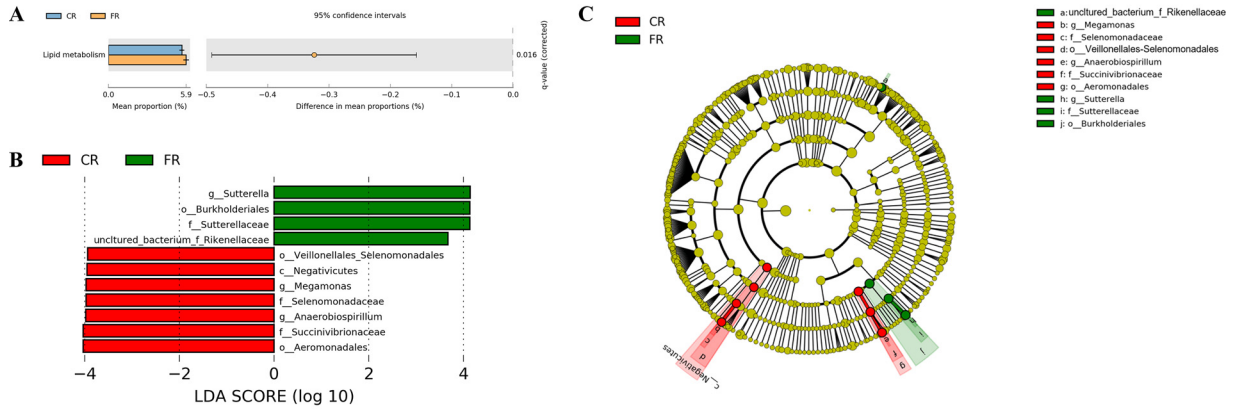 A
CR
FR
95% confidence intervals
Lipid metabolism
0.016
q-value (corrected)
0.0
5.9
−0.5
−0.4
−0.3
−0.2
−0.1
0.0
Mean proportion (%)
Difference in mean proportions (%)
B
CR
FR
g__Sutterella
o__Burkholderiales
f__Sutterellaceae
uncltured_bacterium_f_Rikenellaceae
o__Veillonellales_Selenomonadales
c__Negativicutes
g__Megamonas
f__Selenomonadaceae
g__Anaerobiospirillum
f__Succinivibrionaceae
o__Aeromonadales
−4
−2
0
2
4
LDA SCORE (log 10)
C
CR
FR
b
c
d
c__Negativicutes
e
f
g
a: uncltured_bacterium_f_Rikenellaceae
b: g__Megamonas
c: f__Selenomonadaceae
d: o__Veillonellales-Selenomonadales
e: g__Anaerobiospirillum
f: f__Succinivibrionaceae
g: o__Aeromonadales
h: g__Sutterella
i: f__Sutterellaceae
j: o__Burkholderiales